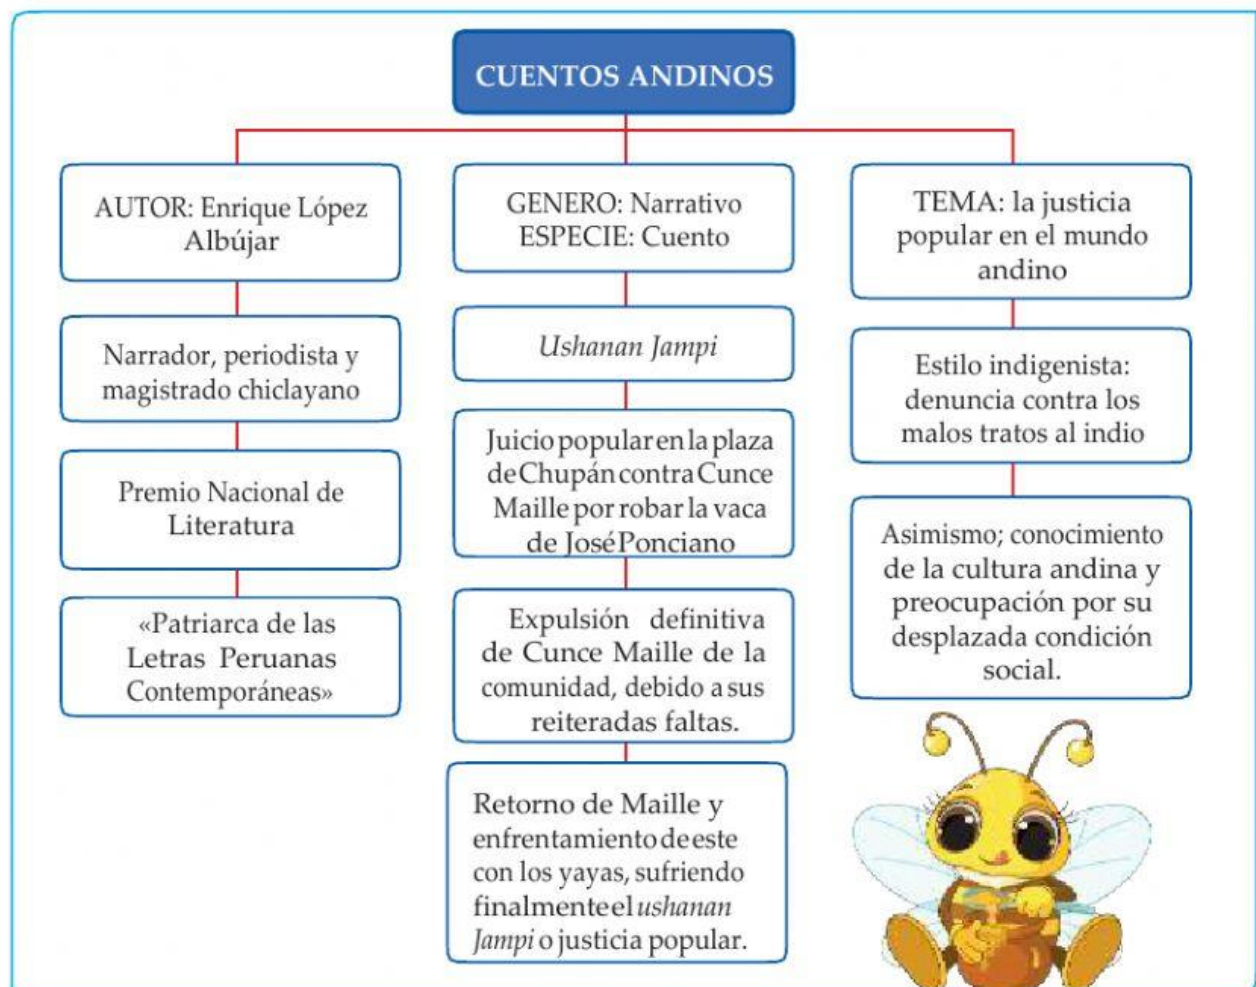 CUENTOS ANDINOS
AUTOR: Enrique López
Albújar
Narrador, periodista y
magistrado chiclayano
Premio Nacional de
Literatura
«Patriarca de las
Letras Peruanas
Contemporáneas»
GENERO: Narrativo
ESPECIE: Cuento
Ushanan Jampi
Juicio popular en la plaza
de Chupán contra Cunce
Maille por robar la vaca
de José Ponciano
Expulsión definitiva
de Cunce Maille de la
comunidad, debido a sus
reiteradas faltas.
Retorno de Maille y
enfrentamiento de este
con los yayas, sufriendo
finalmente el ushanan
Jampi o justicia popular.
TEMA: la justicia
popular en el mundo
andino
Estilo indigenista:
denuncia contra los
malos tratos al indio
Asimismo; conocimiento
de la cultura andina y
preocupación por su
desplazada condición
social.